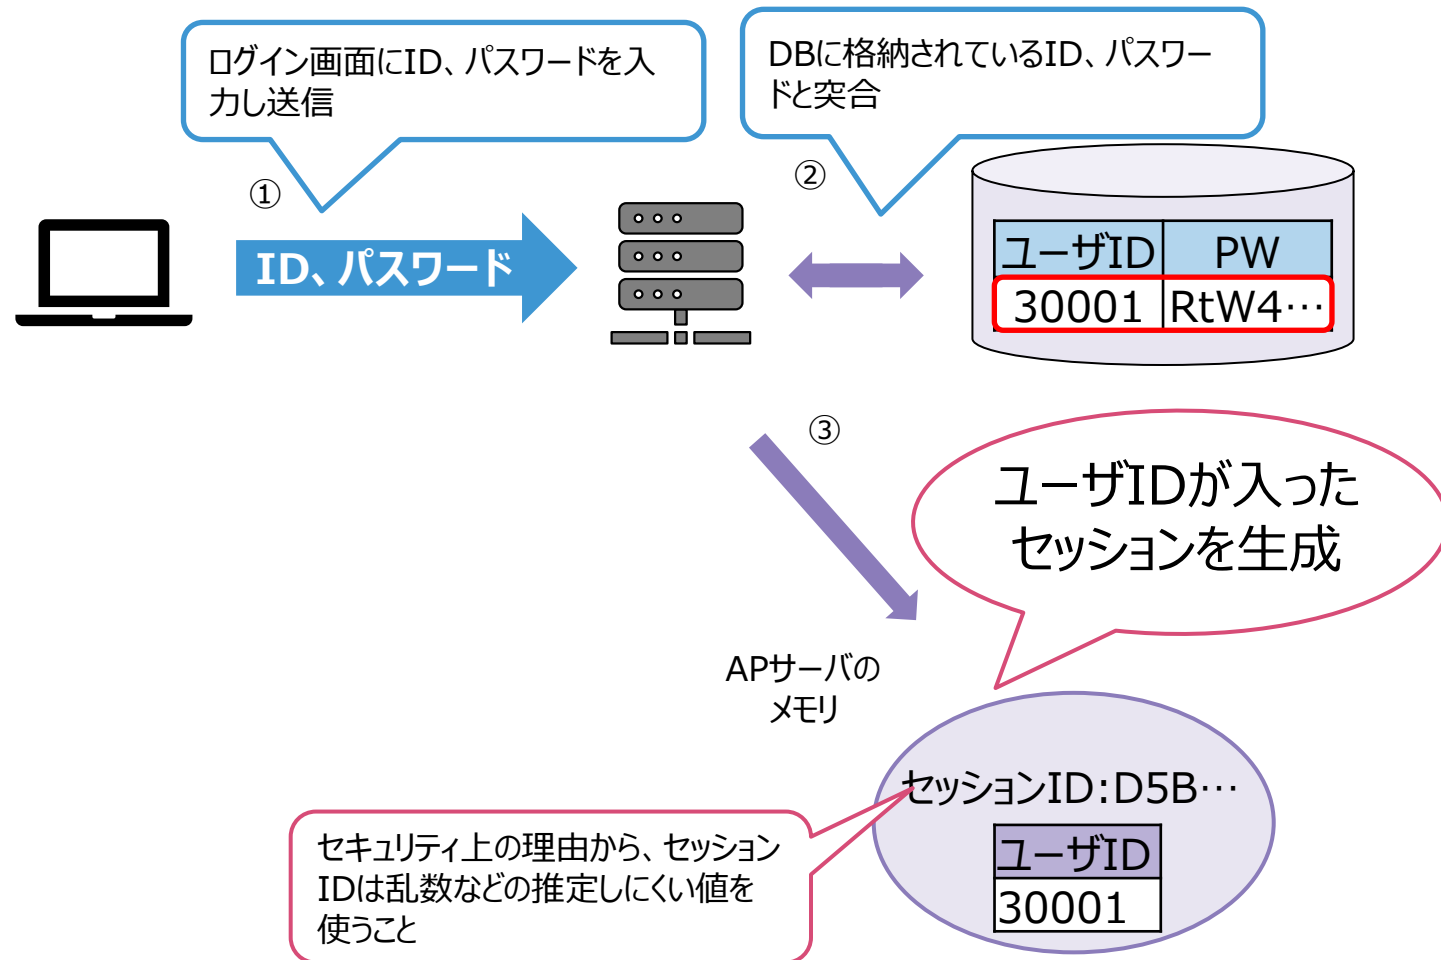 ログイン画面にID、パスワードを入
力し送信
DBに格納されているID、パスワー
ドと突合
①
②
ID、パスワード
ユーザID PW
30001 RtW4…
③
ユーザIDが入った
セッションを生成
APサーバの
メモリ
セッションID:D5B…
ユーザID
30001
セキュリティ上の理由から、セッション
IDは乱数などの推定しにくい値を
使うこと